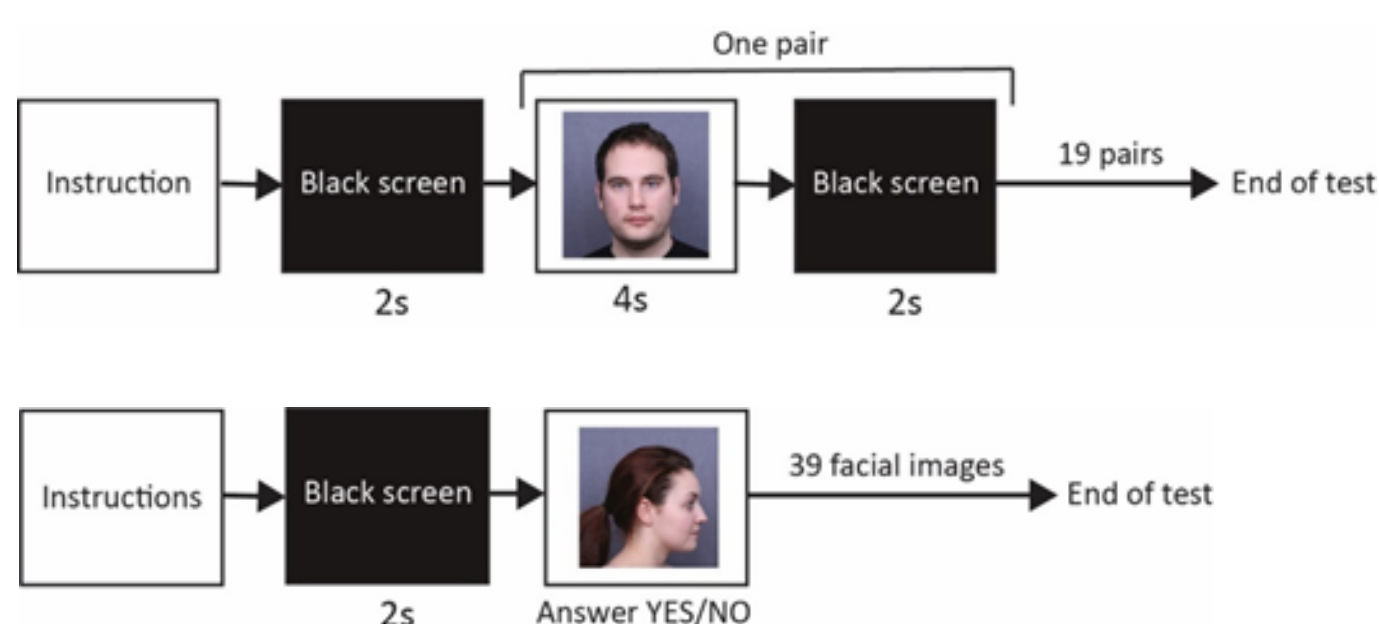 One pair
Instruction
Black screen
Black screen
19 pairs
End of test
2s
4s
2s
Instructions
Black screen
39 facial images
End of test
2s
Answer YES/NO